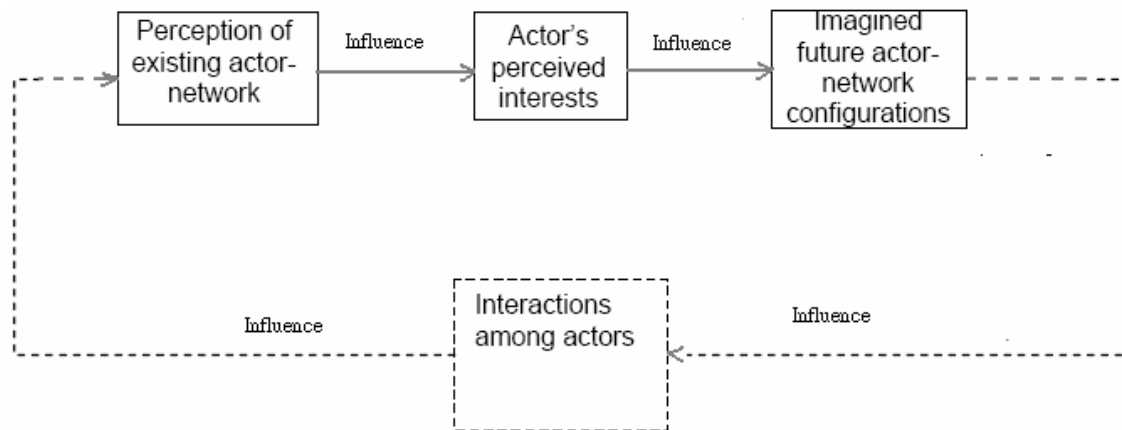 Perception of
existing actor-
network
Influence
Actor's
perceived
interests
Influence
Imagined
future actor-
network
configurations
Interactions
among actors
Influence
Influence